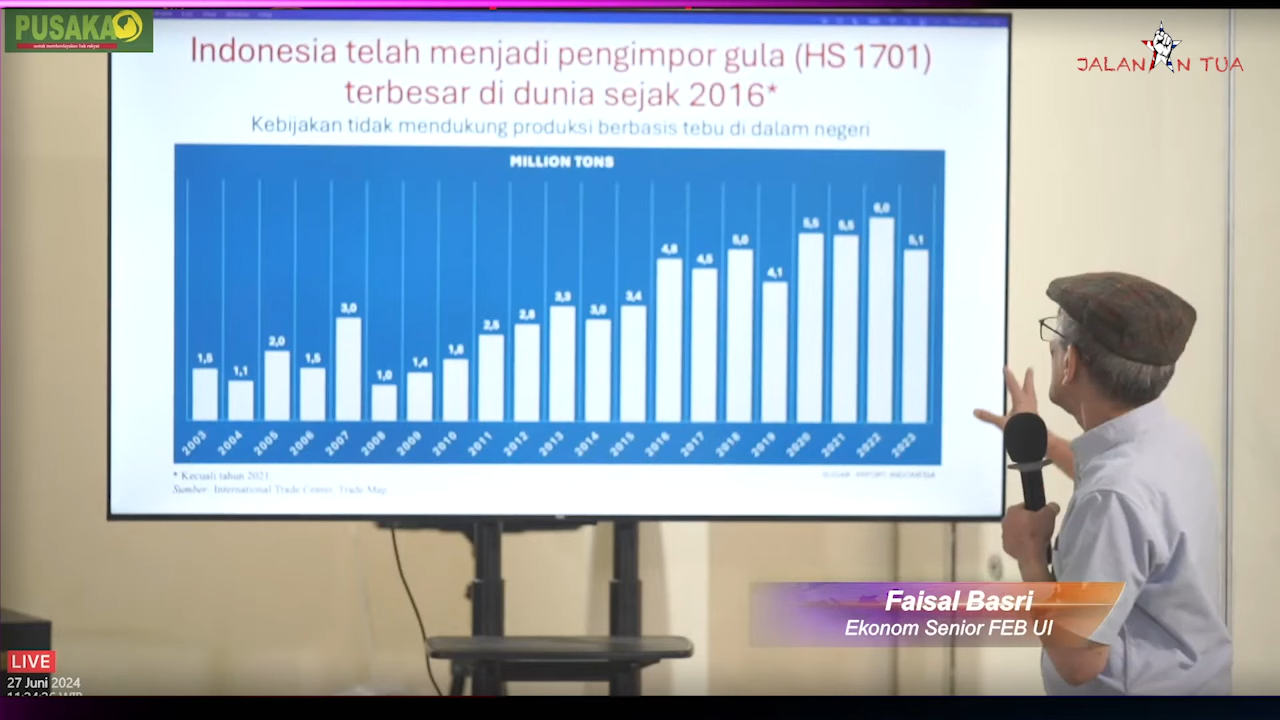 PUSAKA
untuk memberdayakan hak rakyat
JALANAN TUA
Indonesia telah menjadi pengimpor gula (HS 1701)
terbesar di dunia sejak 2016*
Kebijakan tidak mendukung produksi berbasis tebu di dalam negeri
MILLION TONS
1,5 1,1 2,0 1,5 3,0 1,0 1,4 1,8 2,5 2,8 3,3 3,0 3,4 4,8 4,5 5,0 4,1 5,5 5,5 6,0 5,1
2003 2004 2005 2006 2007 2008 2009 2010 2011 2012 2013 2014 2015 2016 2017 2018 2019 2020 2021 2022 2023
* Kecuali tahun 2021
Sumber: International Trade Center, Trade Map.
Faisal Basri
Ekonom Senior FEB UI
LIVE
27 Juni 2024